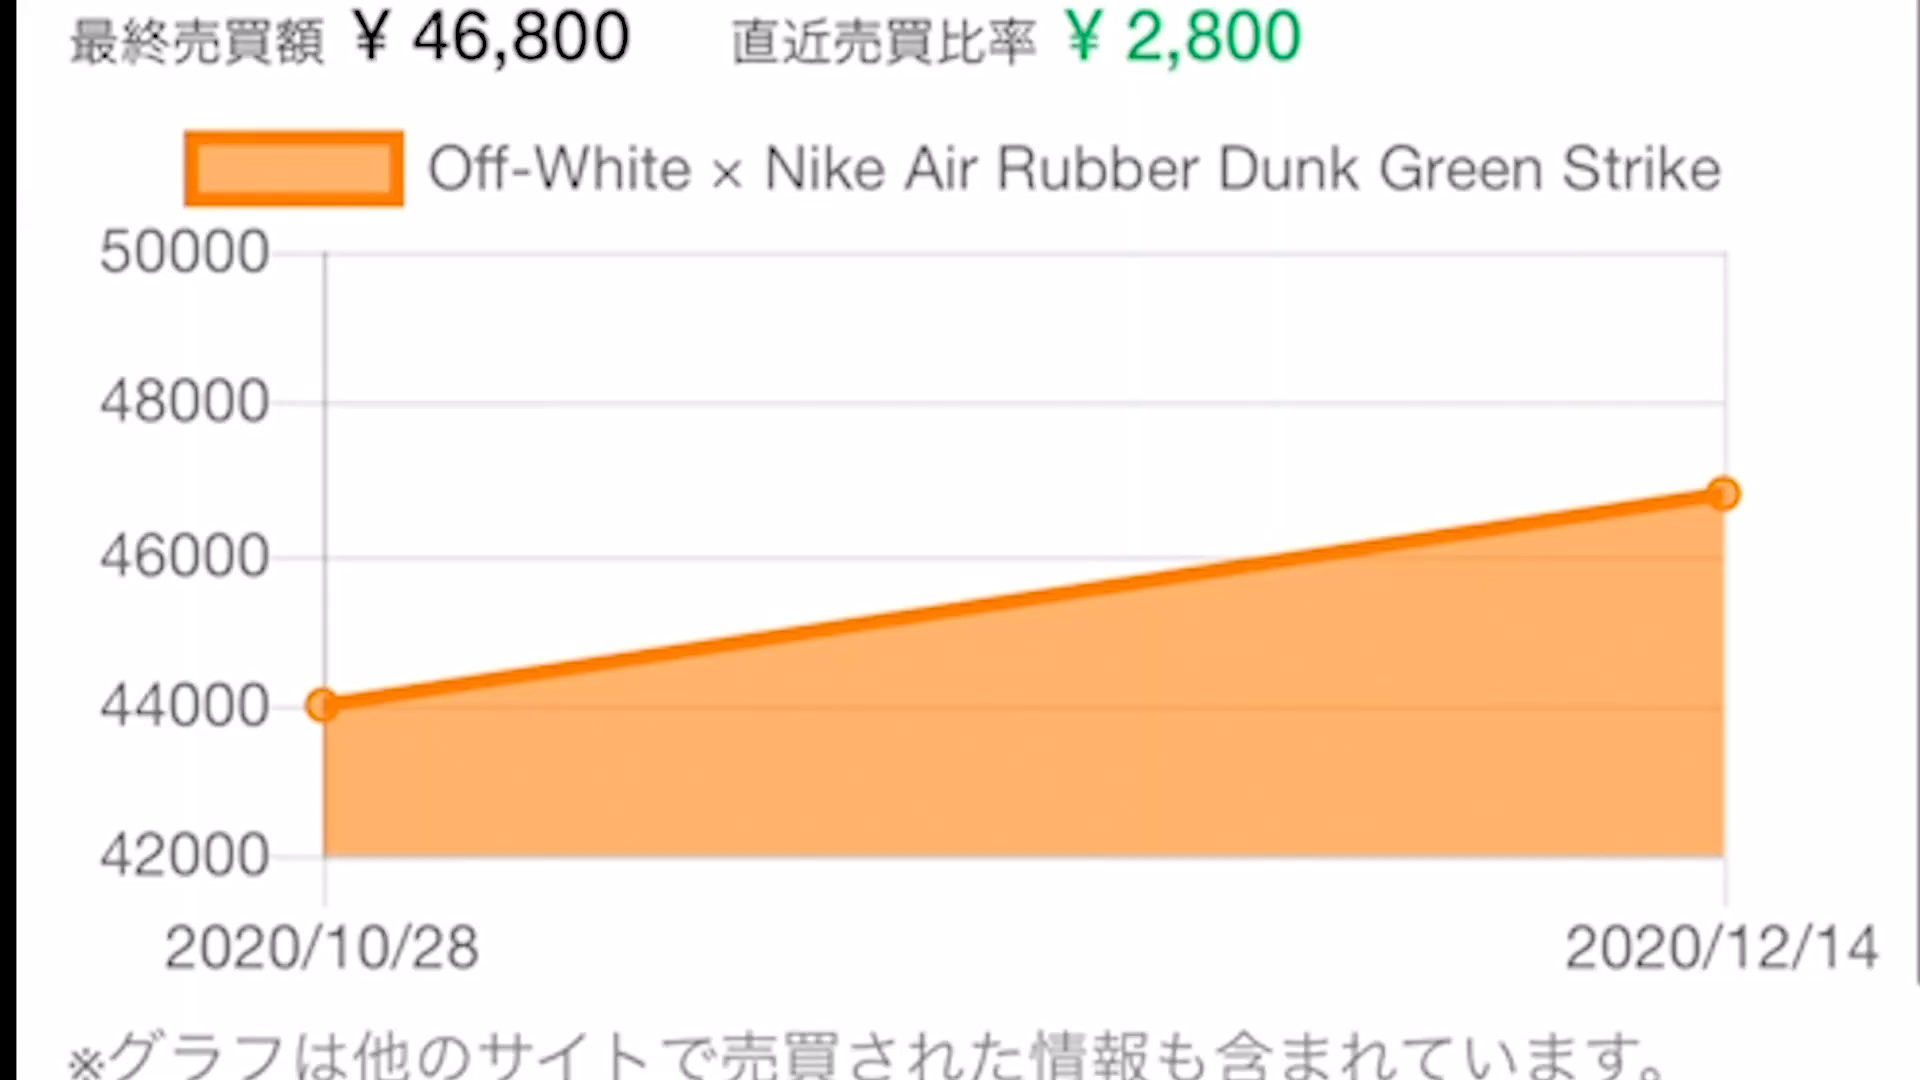 最終売買額 ¥ 46,800 直近売買比率 ¥ 2,800
Off-White × Nike Air Rubber Dunk Green Strike
50000
48000
46000
44000
42000
2020/10/28 2020/12/14
※グラフは他のサイトで売買された情報も含まれています。